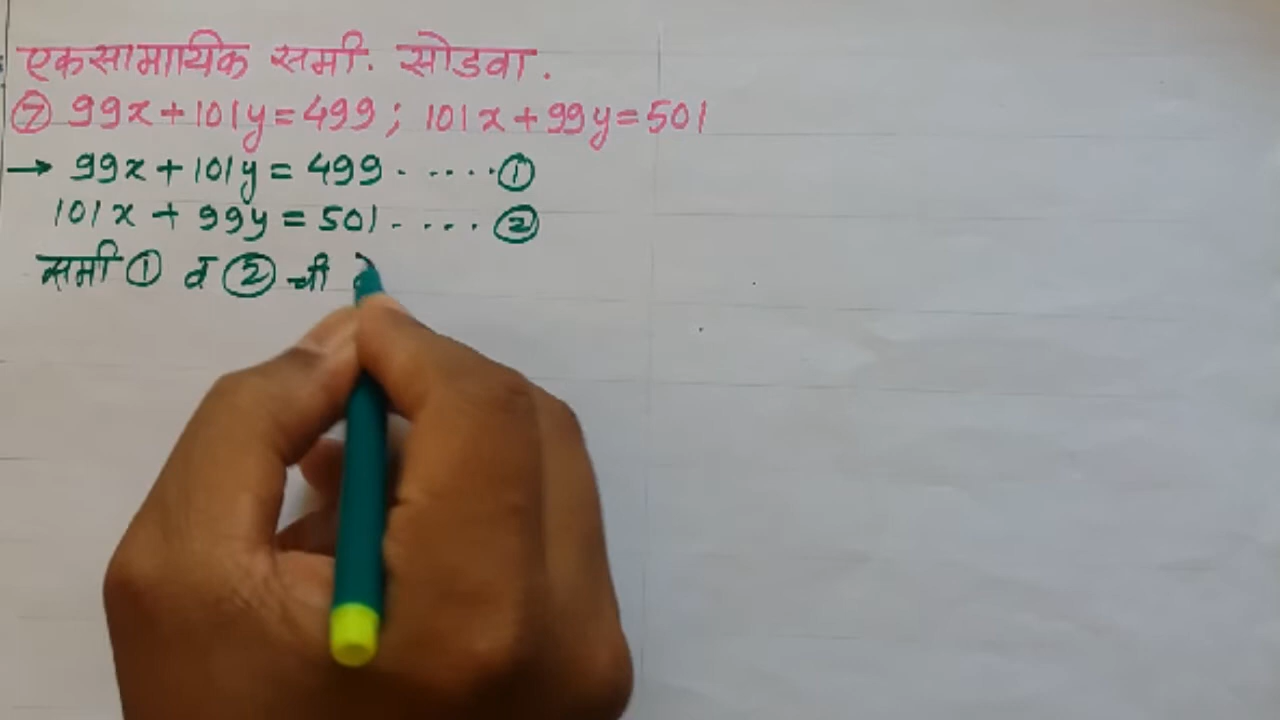 एकसामायिक समी. सोडवा.
⑦ 99x+101y=499; 101x+99y=501
→ 99x+101y=499.....①
101x+99y=501.....②
समी ① व ② ची